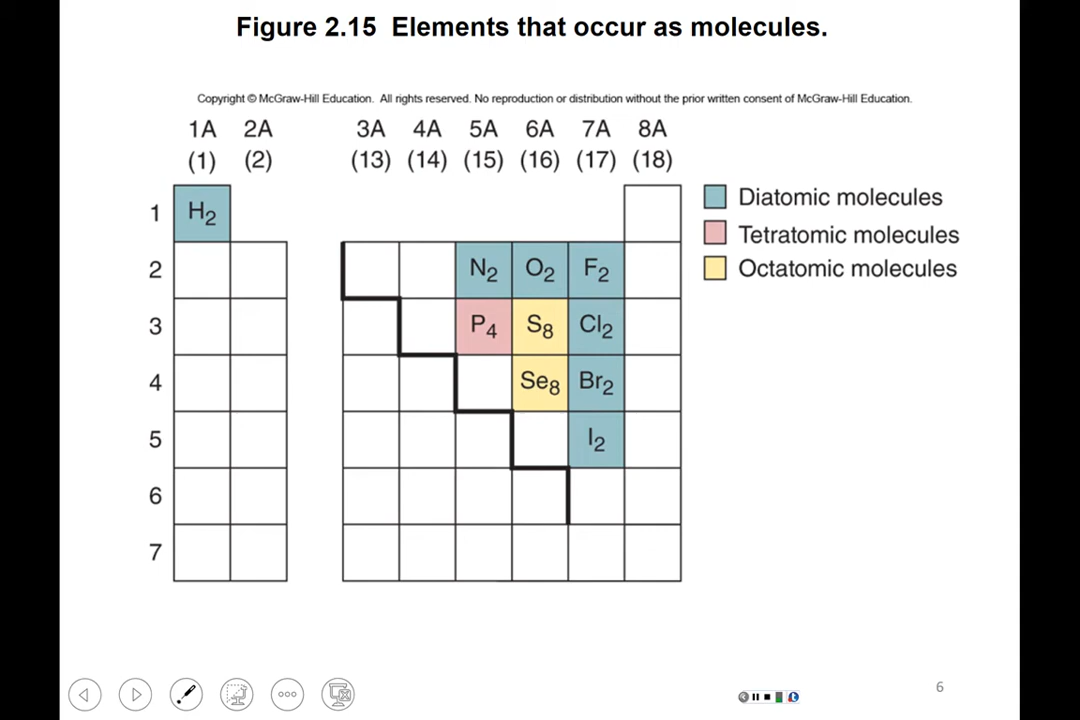 Figure 2.15  Elements that occur as molecules.
Copyright © McGraw-Hill Education.  All rights reserved. No reproduction or distribution without the prior written consent of McGraw-Hill Education.
1A 2A 3A 4A 5A 6A 7A 8A
(1) (2) (13) (14) (15) (16) (17) (18)
1 H₂ Diatomic molecules
Tetratomic molecules
2 N₂ O₂ F₂ Octatomic molecules
3 P₄ S₈ Cl₂
4 Se₈ Br₂
5 I₂
6
7
6